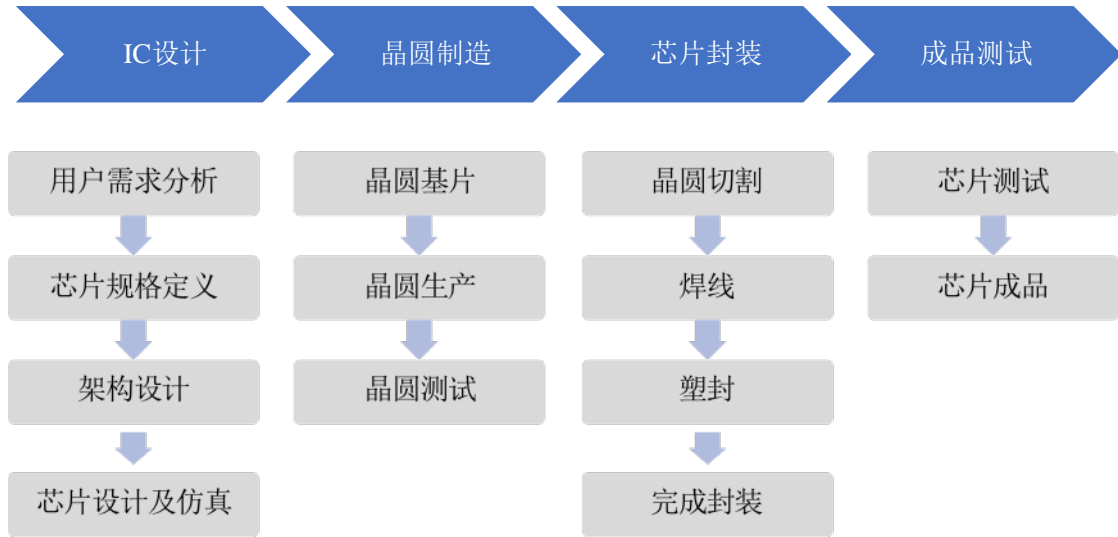 IC设计
晶圆制造
芯片封装
成品测试
用户需求分析
芯片规格定义
架构设计
芯片设计及仿真
晶圆基片
晶圆生产
晶圆测试
晶圆切割
焊线
塑封
完成封装
芯片测试
芯片成品